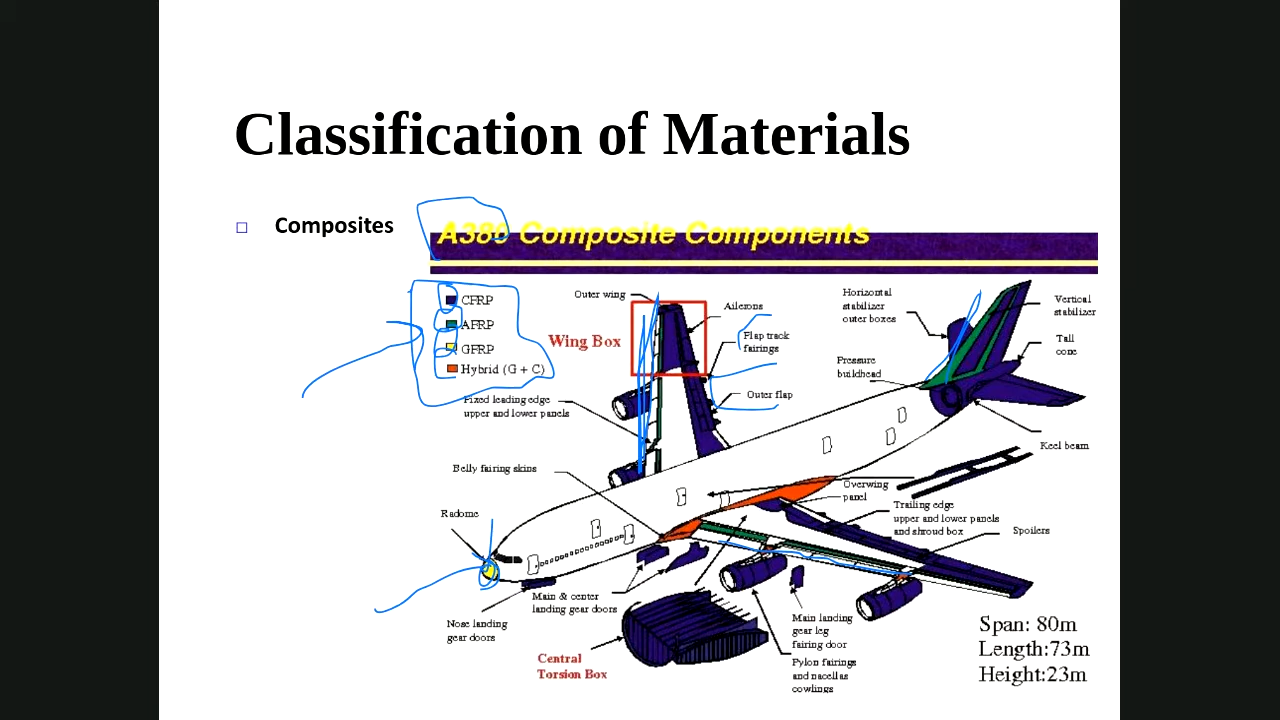 Classification of Materials
Composites
A380 Composite Components
CFRP
AFRP
GFRP
Hybrid (G + C)
Outer wing
Wing Box
Ailerons
Flap track
fairings
Outer flap
Horizontal
stabilizer
outer boxes
Vertical
stabilizer
Tall
cone
Pressure
buildhead
Fixed leading edge
upper and lower panels
Keel beam
Belly fairing skins
Overwing
panel
Trailing edge
upper and lower panels
and shroud box
Spoilers
Radome
Main & center
landing gear doors
Nose landing
gear doors
Main landing
gear leg
fairing door
Central
Torsion Box
Pylon fairings
and nacellas
cowlings
Span: 80m
Length:73m
Height:23m